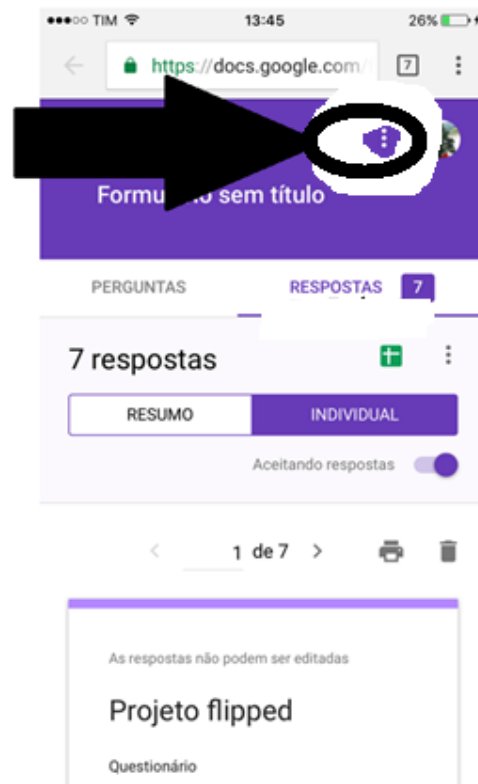 TIM 13:45 26%
https://docs.google.com/ 7
Formulário sem título
PERGUNTAS RESPOSTAS 7
7 respostas
RESUMO INDIVIDUAL
Aceitando respostas
1 de 7
As respostas não podem ser editadas
Projeto flipped
Questionário